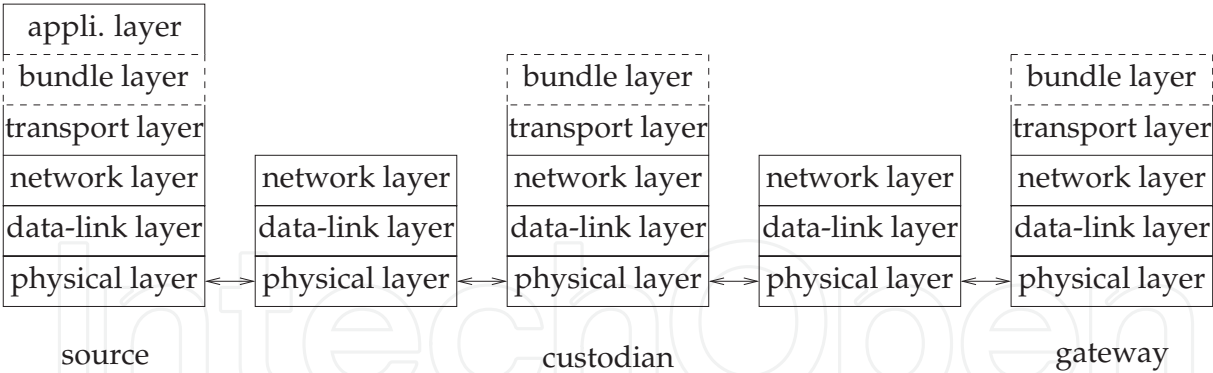 appli. layer
bundle layer
bundle layer
bundle layer
transport layer
transport layer
transport layer
network layer
network layer
network layer
network layer
network layer
data-link layer
data-link layer
data-link layer
data-link layer
data-link layer
physical layer
physical layer
physical layer
physical layer
physical layer
IntechOpen
source
custodian
gateway